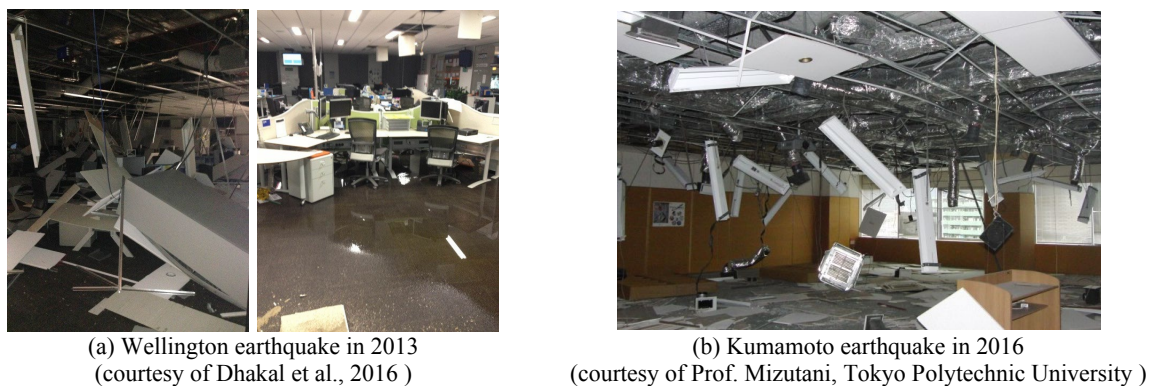 (a) Wellington earthquake in 2013
(courtesy of Dhakal et al., 2016 )
(b) Kumamoto earthquake in 2016
(courtesy of Prof. Mizutani, Tokyo Polytechnic University )